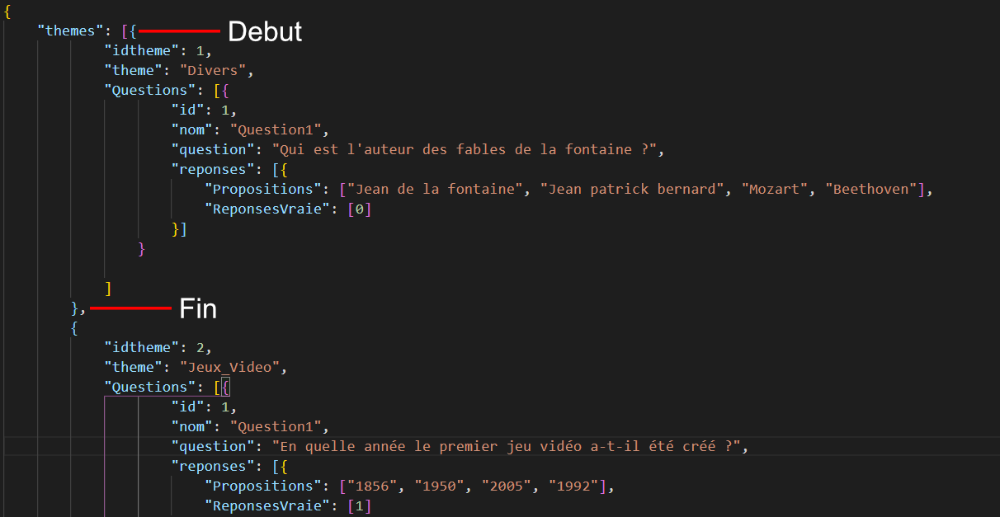 {
"themes": [{ Debut
"idtheme": 1,
"theme": "Divers",
"Questions": [{
"id": 1,
"nom": "Question1",
"question": "Qui est l'auteur des fables de la fontaine ?",
"reponses": [{
"Propositions": ["Jean de la fontaine", "Jean patrick bernard", "Mozart", "Beethoven"],
"ReponsesVraie": [0]
}]
}
]
}, Fin
{
"idtheme": 2,
"theme": "Jeux_Video",
"Questions": [{
"id": 1,
"nom": "Question1",
"question": "En quelle année le premier jeu vidéo a-t-il été créé ?",
"reponses": [{
"Propositions": ["1856", "1950", "2005", "1992"],
"ReponsesVraie": [1]